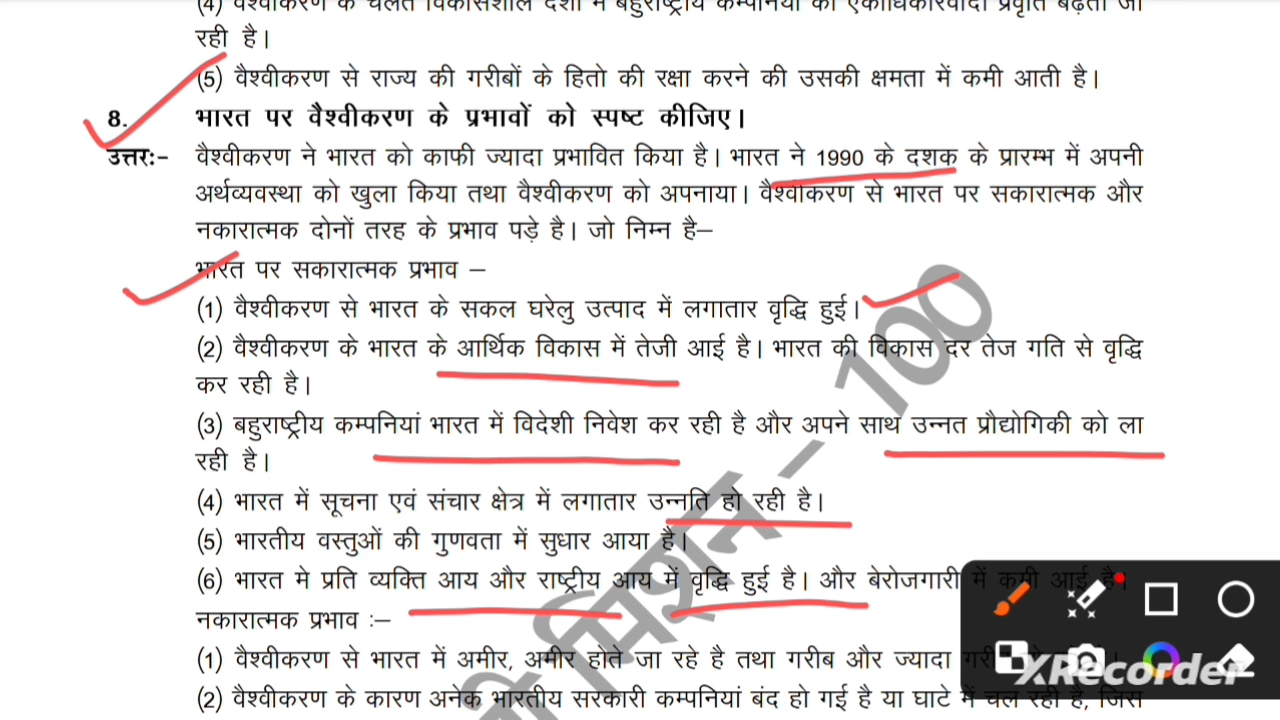 (4) वैश्वीकरण के चलते विकासशील देशों में बहुराष्ट्रीय कम्पनियों की एकाधिकारवादी प्रवृति बढ़ती जा
रही है।
(5) वैश्वीकरण से राज्य की गरीबों के हितो की रक्षा करने की उसकी क्षमता में कमी आती है।
8. भारत पर वैश्वीकरण के प्रभावों को स्पष्ट कीजिए।
उत्तरः– वैश्वीकरण ने भारत को काफी ज्यादा प्रभावित किया है। भारत ने 1990 के दशक के प्रारम्भ में अपनी
अर्थव्यवस्था को खुला किया तथा वैश्वीकरण को अपनाया। वैश्वीकरण से भारत पर सकारात्मक और
नकारात्मक दोनों तरह के प्रभाव पड़े है। जो निम्न है–
भारत पर सकारात्मक प्रभाव –
(1) वैश्वीकरण से भारत के सकल घरेलु उत्पाद में लगातार वृद्धि हुई।
(2) वैश्वीकरण के भारत के आर्थिक विकास में तेजी आई है। भारत की विकास दर तेज गति से वृद्धि
कर रही है।
(3) बहुराष्ट्रीय कम्पनियां भारत में विदेशी निवेश कर रही है और अपने साथ उन्नत प्रौद्योगिकी को ला
रही है।
(4) भारत में सूचना एवं संचार क्षेत्र में लगातार उन्नति हो रही है।
(5) भारतीय वस्तुओं की गुणवता में सुधार आया है।
(6) भारत मे प्रति व्यक्ति आय और राष्ट्रीय आय में वृद्धि हुई है। और बेरोजगारी में कमी आई है।
नकारात्मक प्रभाव :–
(1) वैश्वीकरण से भारत में अमीर, अमीर होते जा रहे है तथा गरीब और ज्यादा
(2) वैश्वीकरण के कारण अनेक भारतीय सरकारी कम्पनियां बंद हो गई है या घाटे में चल रही है, जिस
मिशन – 100
XRecorder